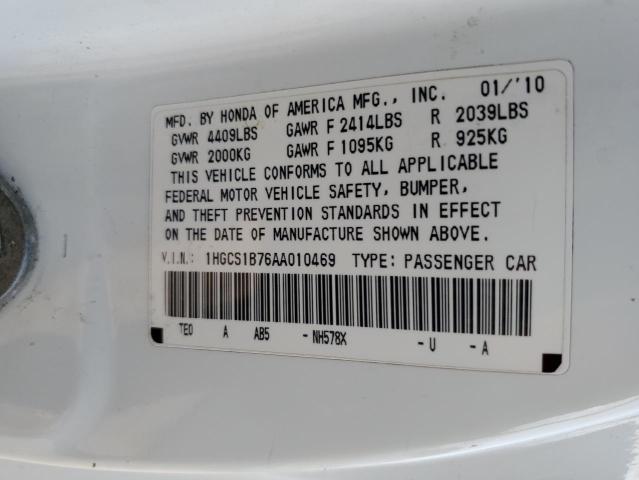 MFD. BY HONDA OF AMERICA MFG., INC. 01/'10
GVWR 4409LBS GAWR F 2414LBS R 2039LBS
GVWR 2000KG GAWR F 1095KG R 925KG
THIS VEHICLE CONFORMS TO ALL APPLICABLE
FEDERAL MOTOR VEHICLE SAFETY, BUMPER,
AND THEFT PREVENTION STANDARDS IN EFFECT
ON THE DATE OF MANUFACTURE SHOWN ABOVE.
V.I.N.: 1HGCS1B76AA010469 TYPE: PASSENGER CAR
TE0 A AB5 - NH578X - U - A